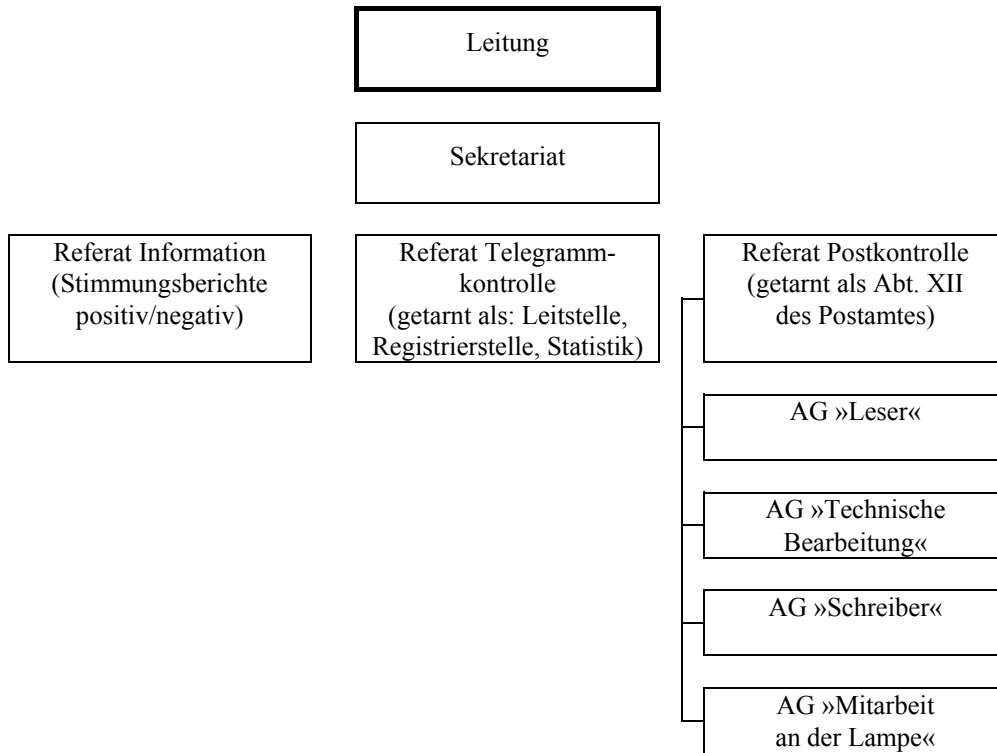 Leitung
Sekretariat
Referat Information
(Stimmungsberichte
positiv/negativ)
Referat Telegramm-
kontrolle
(getarnt als: Leitstelle,
Registrierstelle, Statistik)
Referat Postkontrolle
(getarnt als Abt. XII
des Postamtes)
AG »Leser«
AG »Technische
Bearbeitung«
AG »Schreiber«
AG »Mitarbeit
an der Lampe«